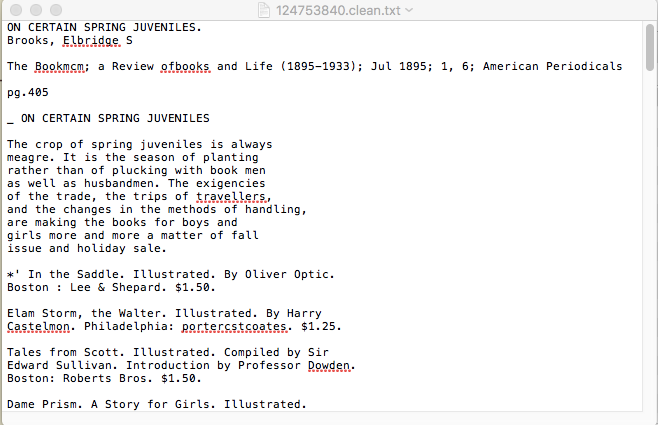 124753840.clean.txt
ON CERTAIN SPRING JUVENILES.
Brooks, Elbridge S
The Bookmcm; a Review ofbooks and Life (1895-1933); Jul 1895; 1, 6; American Periodicals
pg.405
_ ON CERTAIN SPRING JUVENILES
The crop of spring juveniles is always
meagre. It is the season of planting
rather than of plucking with book men
as well as husbandmen. The exigencies
of the trade, the trips of travellers,
and the changes in the methods of handling,
are making the books for boys and
girls more and more a matter of fall
issue and holiday sale.
*' In the Saddle. Illustrated. By Oliver Optic.
Boston : Lee & Shepard. $1.50.
Elam Storm, the Walter. Illustrated. By Harry
Castelmon. Philadelphia: portercstcoates. $1.25.
Tales from Scott. Illustrated. Compiled by Sir
Edward Sullivan. Introduction by Professor Dowden.
Boston: Roberts Bros. $1.50.
Dame Prism. A Story for Girls. Illustrated.